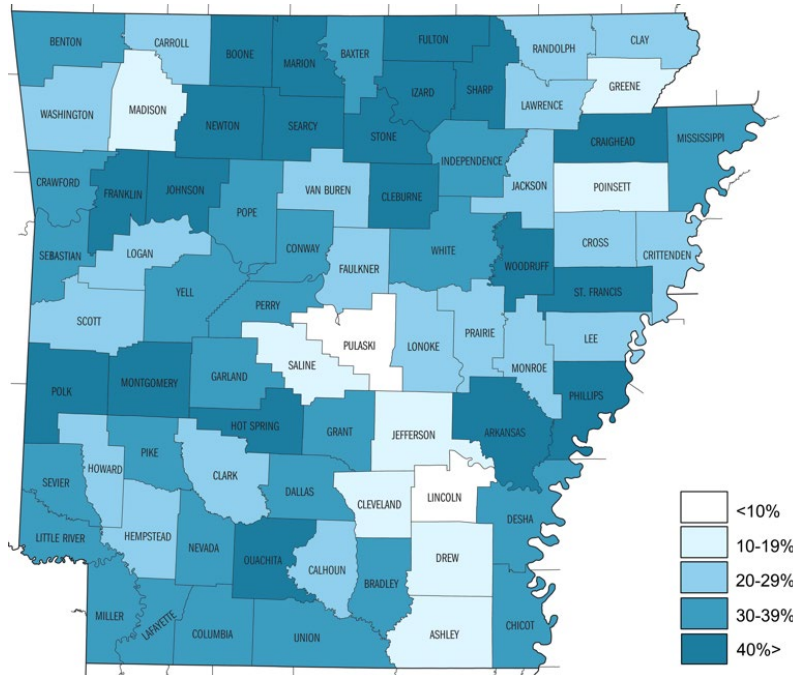 BENTON
CARROLL
BOONE
MARION
BAXTER
FULTON
RANDOLPH
CLAY
WASHINGTON
MADISON
NEWTON
SEARCY
STONE
IZARD
SHARP
LAWRENCE
GREENE
CRAWFORD
FRANKLIN
JOHNSON
POPE
VAN BUREN
CLEBURNE
INDEPENDENCE
JACKSON
CRAIGHEAD
MISSISSIPPI
POINSETT
SEBASTIAN
LOGAN
CONWAY
FAULKNER
WHITE
WOODRUFF
CROSS
CRITTENDEN
SCOTT
YELL
PERRY
ST. FRANCIS
PULASKI
SALINE
LONOKE
PRAIRIE
MONROE
LEE
POLK
MONTGOMERY
GARLAND
PHILLIPS
HOT SPRING
GRANT
JEFFERSON
ARKANSAS
SEVIER
HOWARD
PIKE
CLARK
DALLAS
CLEVELAND
LINCOLN
DESHA
LITTLE RIVER
HEMPSTEAD
NEVADA
OUACHITA
CALHOUN
BRADLEY
DREW
MILLER
LAFAYETTE
COLUMBIA
UNION
ASHLEY
CHICOT
<10%
10-19%
20-29%
30-39%
40%>